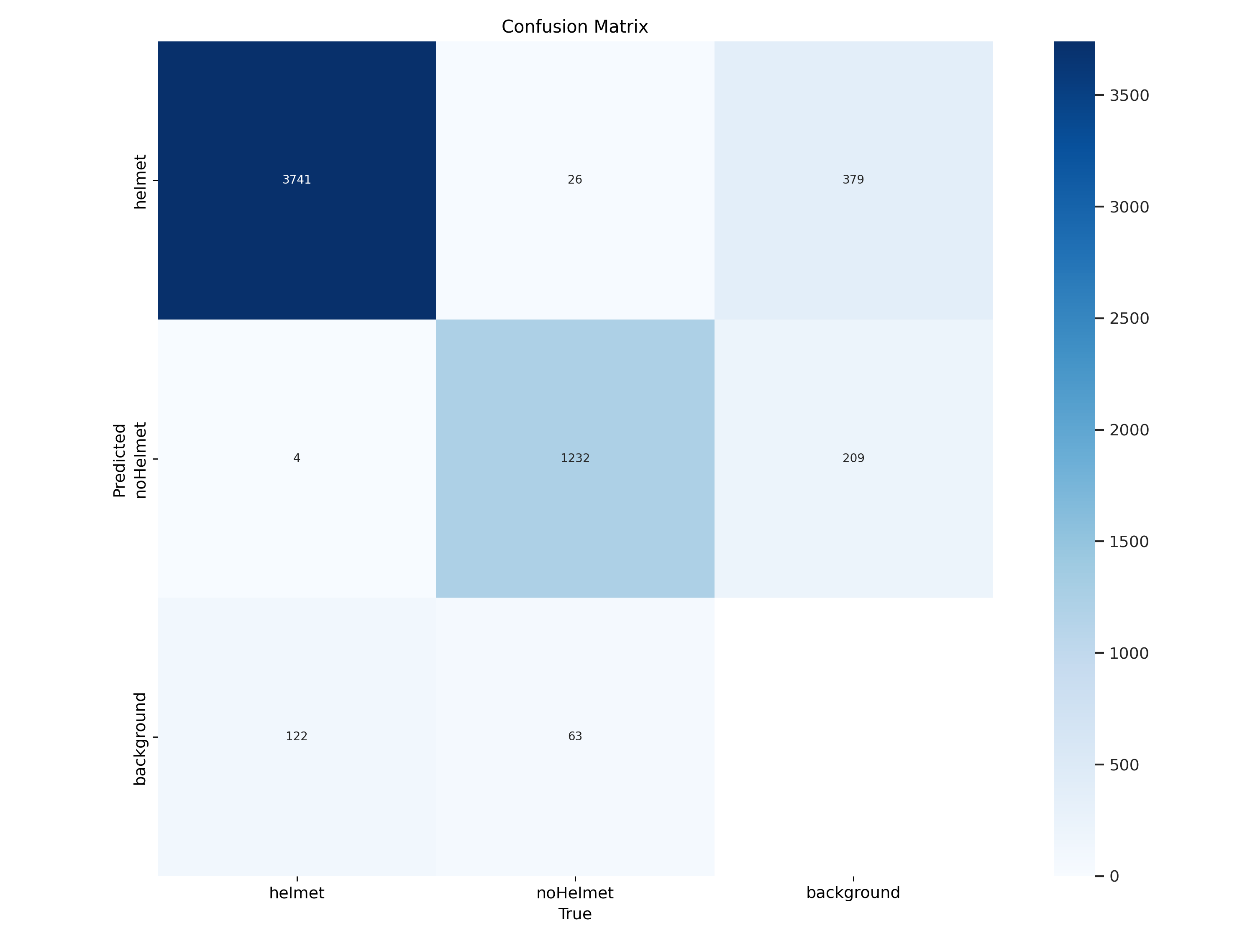 Confusion Matrix
helmet
3741
26
379
3500
3000
2500
Predicted
noHelmet
4
1232
209
2000
1500
1000
background
122
63
500
0
helmet
noHelmet
background
True